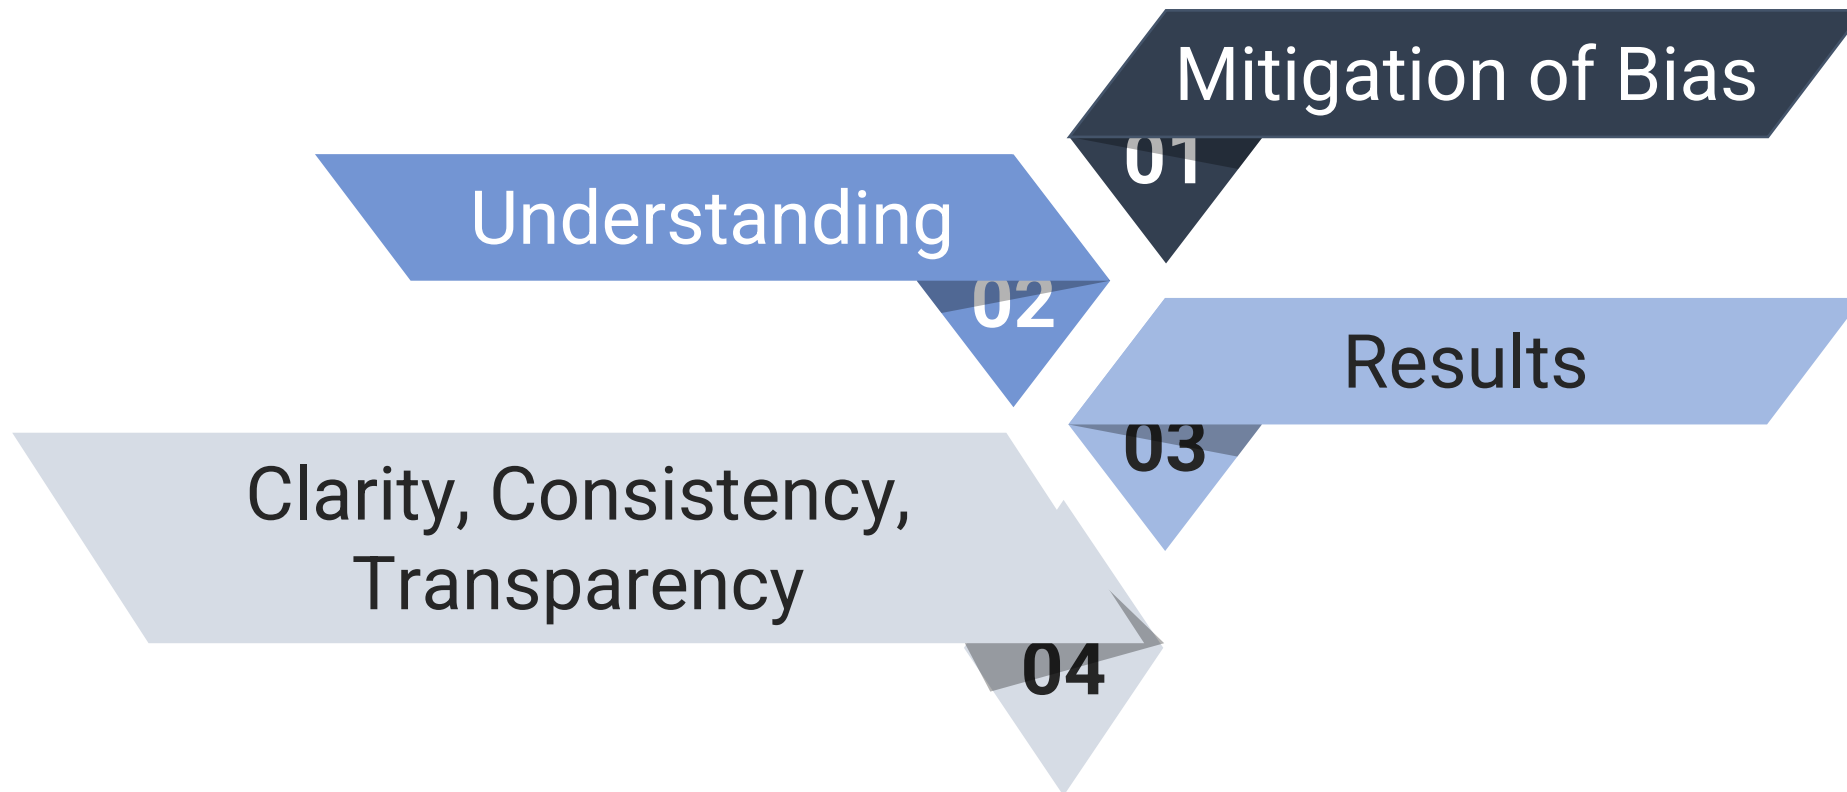 Mitigation of Bias
01
Understanding
02
Results
03
Clarity, Consistency,
Transparency
04